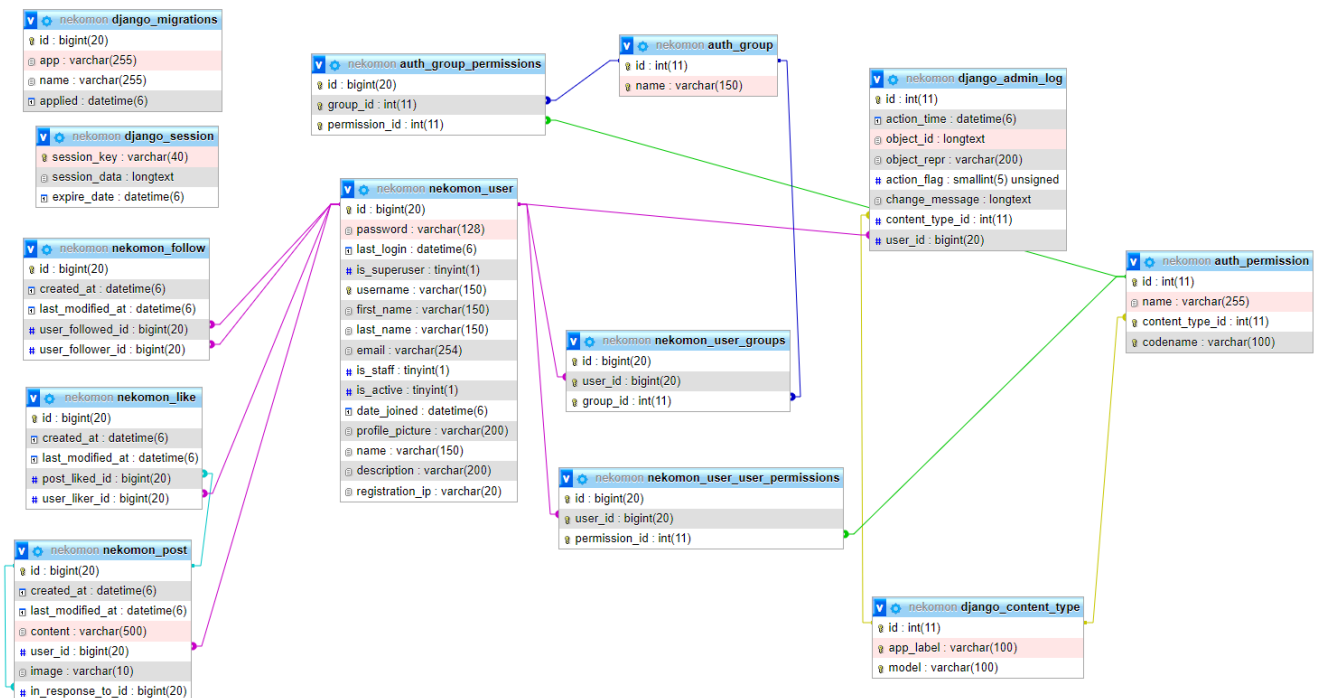 nekomon django_migrations
id : bigint(20)
app : varchar(255)
name : varchar(255)
applied : datetime(6)
nekomon django_session
session_key : varchar(40)
session_data : longtext
expire_date : datetime(6)
nekomon nekomon_follow
id : bigint(20)
created_at : datetime(6)
last_modified_at : datetime(6)
user_followed_id : bigint(20)
user_follower_id : bigint(20)
nekomon nekomon_like
id : bigint(20)
created_at : datetime(6)
last_modified_at : datetime(6)
post_liked_id : bigint(20)
user_liker_id : bigint(20)
nekomon nekomon_post
id : bigint(20)
created_at : datetime(6)
last_modified_at : datetime(6)
content : varchar(500)
user_id : bigint(20)
image : varchar(10)
in_response_to_id : bigint(20)
nekomon auth_group_permissions
id : bigint(20)
group_id : int(11)
permission_id : int(11)
nekomon nekomon_user
id : bigint(20)
password : varchar(128)
last_login : datetime(6)
is_superuser : tinyint(1)
username : varchar(150)
first_name : varchar(150)
last_name : varchar(150)
email : varchar(254)
is_staff : tinyint(1)
is_active : tinyint(1)
date_joined : datetime(6)
profile_picture : varchar(200)
name : varchar(150)
description : varchar(200)
registration_ip : varchar(20)
nekomon auth_group
id : int(11)
name : varchar(150)
nekomon nekomon_user_groups
id : bigint(20)
user_id : bigint(20)
group_id : int(11)
nekomon nekomon_user_user_permissions
id : bigint(20)
user_id : bigint(20)
permission_id : int(11)
nekomon django_admin_log
id : int(11)
action_time : datetime(6)
object_id : longtext
object_repr : varchar(200)
action_flag : smallint(5) unsigned
change_message : longtext
content_type_id : int(11)
user_id : bigint(20)
nekomon auth_permission
id : int(11)
name : varchar(255)
content_type_id : int(11)
codename : varchar(100)
nekomon django_content_type
id : int(11)
app_label : varchar(100)
model : varchar(100)